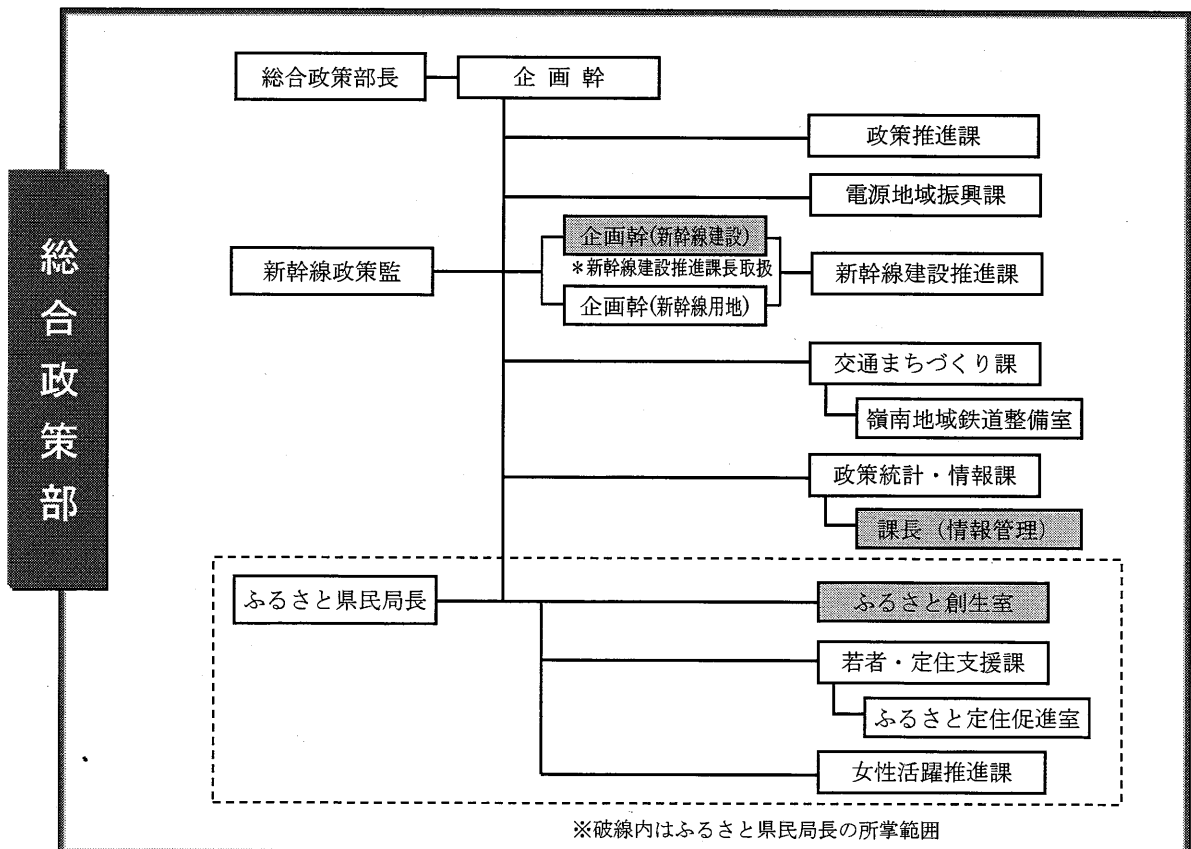 総合政策部
総合政策部長
企画幹
政策推進課
電源地域振興課
新幹線政策監
企画幹(新幹線建設)
*新幹線建設推進課長取扱
企画幹(新幹線用地)
新幹線建設推進課
交通まちづくり課
嶺南地域鉄道整備室
政策統計・情報課
課長(情報管理)
ふるさと県民局長
ふるさと創生室
若者・定住支援課
ふるさと定住促進室
女性活躍推進課
※破線内はふるさと県民局長の所掌範囲